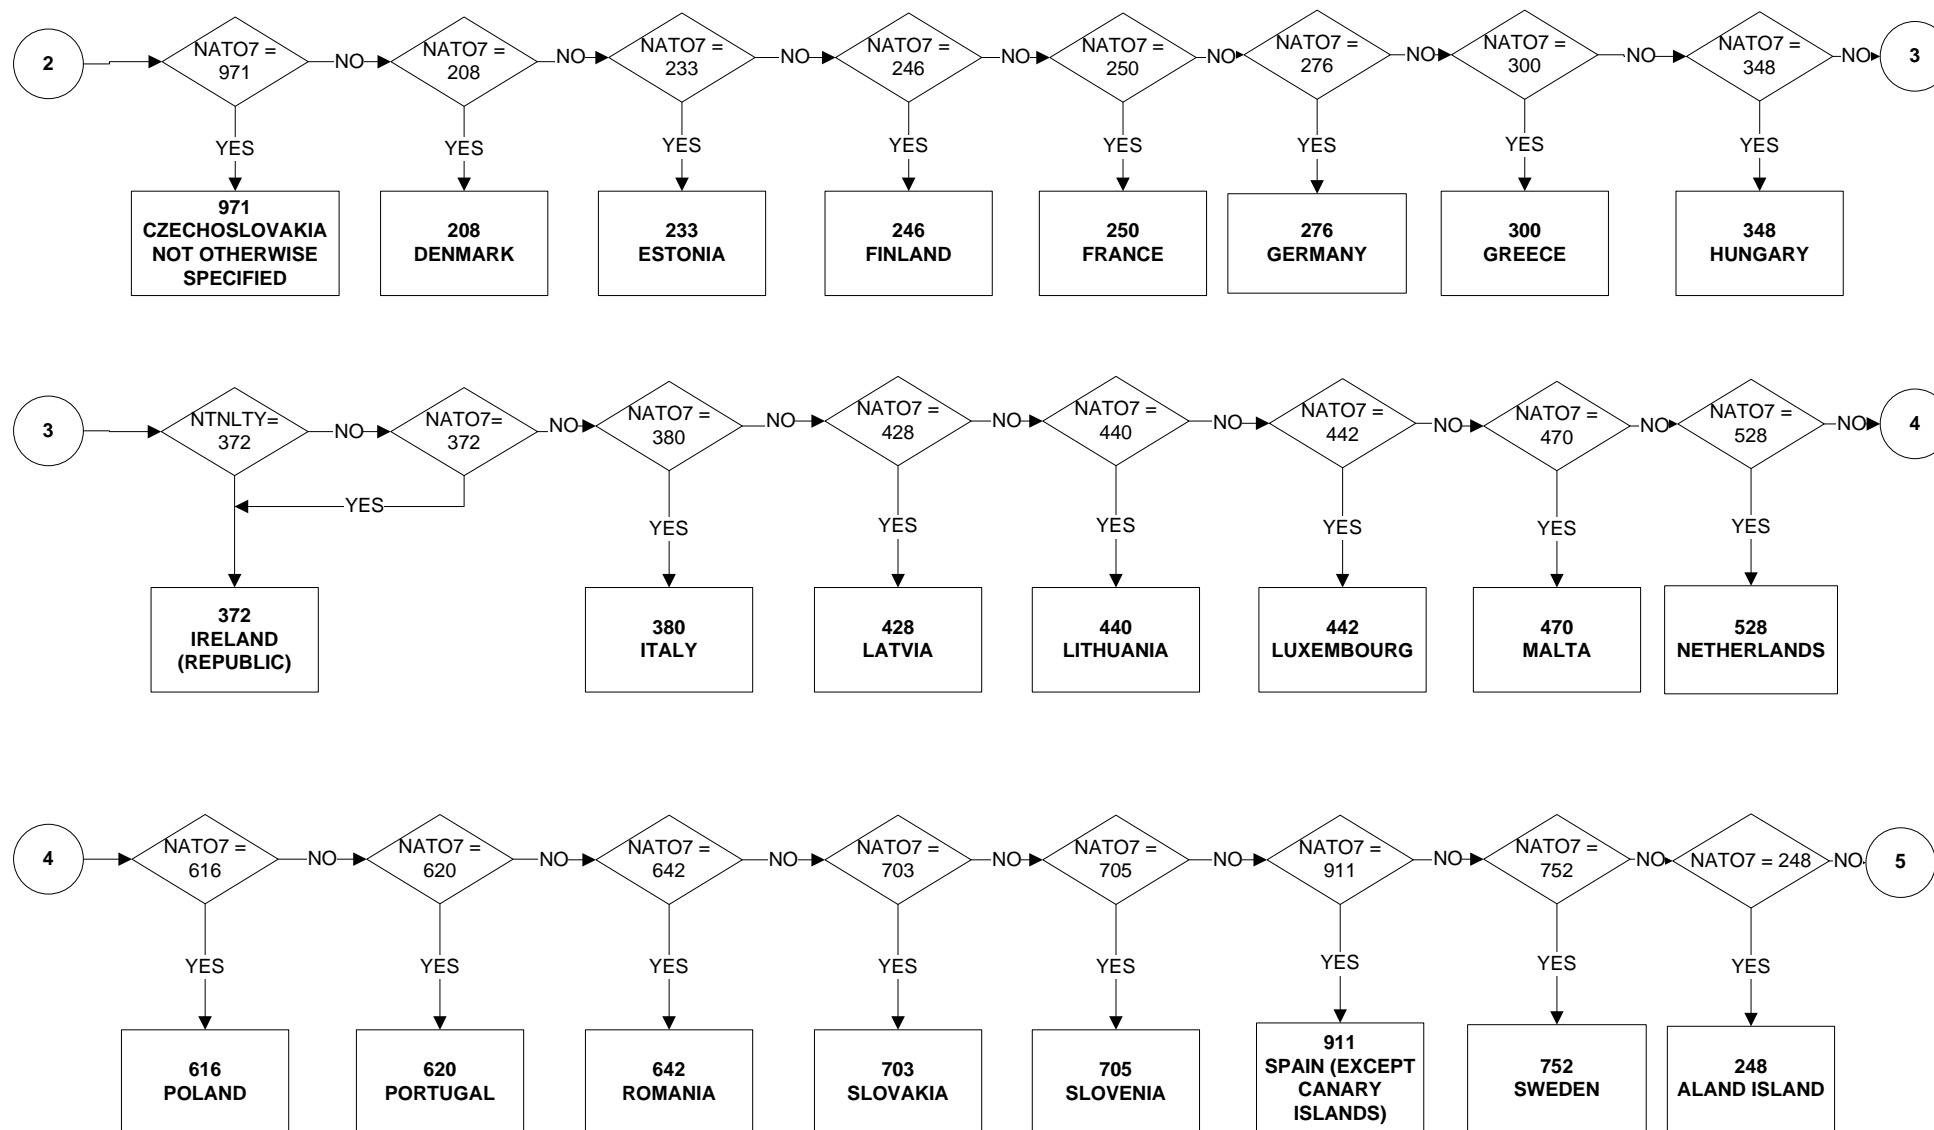 2
NATO7 =
971
NO
NATO7 =
208
NO
NATO7 =
233
NO
NATO7 =
246
NO
NATO7 =
250
NO
NATO7 =
276
NO
NATO7 =
300
NO
NATO7 =
348
NO
3
YES
YES
YES
YES
YES
YES
YES
YES
971
CZECHOSLOVAKIA
NOT OTHERWISE
SPECIFIED
208
DENMARK
233
ESTONIA
246
FINLAND
250
FRANCE
276
GERMANY
300
GREECE
348
HUNGARY
3
NTNLTY=
372
NO
NATO7=
372
NO
NATO7 =
380
NO
NATO7 =
428
NO
NATO7 =
440
NO
NATO7 =
442
NO
NATO7 =
470
NO
NATO7 =
528
NO
4
YES
YES
YES
YES
YES
YES
YES
372
IRELAND
(REPUBLIC)
380
ITALY
428
LATVIA
440
LITHUANIA
442
LUXEMBOURG
470
MALTA
528
NETHERLANDS
4
NATO7 =
616
NO
NATO7 =
620
NO
NATO7 =
642
NO
NATO7 =
703
NO
NATO7 =
705
NO
NATO7 =
911
NO
NATO7 =
752
NO
NATO7 = 248
NO
5
YES
YES
YES
YES
YES
YES
YES
YES
616
POLAND
620
PORTUGAL
642
ROMANIA
703
SLOVAKIA
705
SLOVENIA
911
SPAIN (EXCEPT
CANARY
ISLANDS)
752
SWEDEN
248
ALAND ISLAND